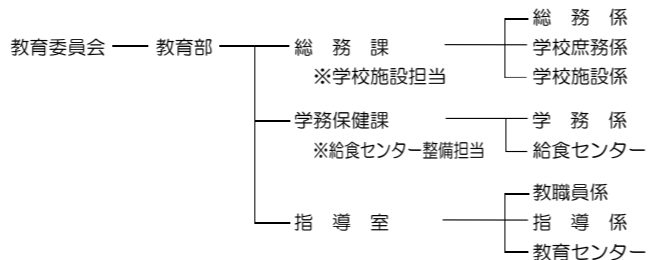 総務係
教育委員会 教育部 総務課 学校庶務係
※学校施設担当 学校施設係
学務保健課 学務係
※給食センター整備担当 給食センター
教職員係
指導室 指導係
教育センター